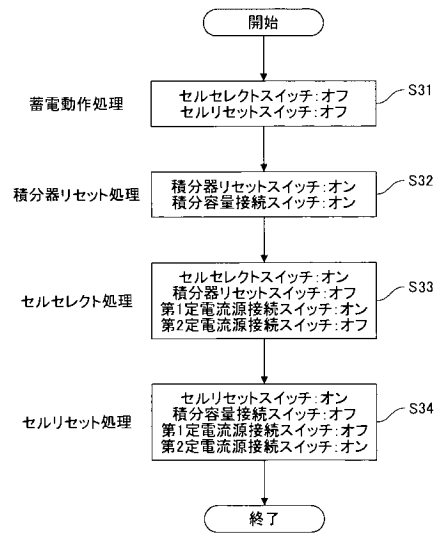 開始
蓄電動作処理
セルセレクトスイッチ:オフ
セルリセットスイッチ:オフ
S31
積分器リセット処理
積分器リセットスイッチ:オン
積分容量接続スイッチ:オン
S32
セルセレクト処理
セルセレクトスイッチ:オン
積分器リセットスイッチ:オフ
第1定電流源接続スイッチ:オン
第2定電流源接続スイッチ:オフ
S33
セルリセット処理
セルリセットスイッチ:オン
積分容量接続スイッチ:オフ
第1定電流源接続スイッチ:オフ
第2定電流源接続スイッチ:オン
S34
終了